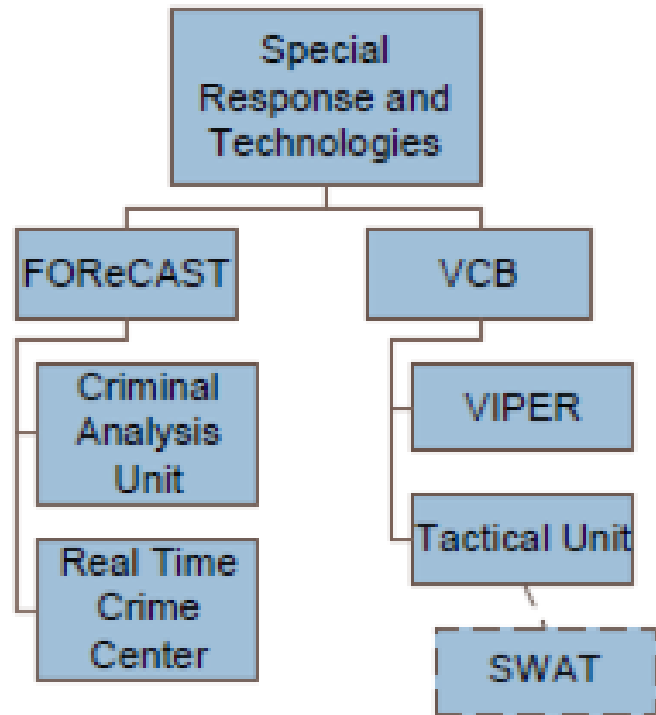 Special
Response and
Technologies
FOReCAST
VCB
Criminal
Analysis
Unit
VIPER
Real Time
Crime
Center
Tactical Unit
SWAT